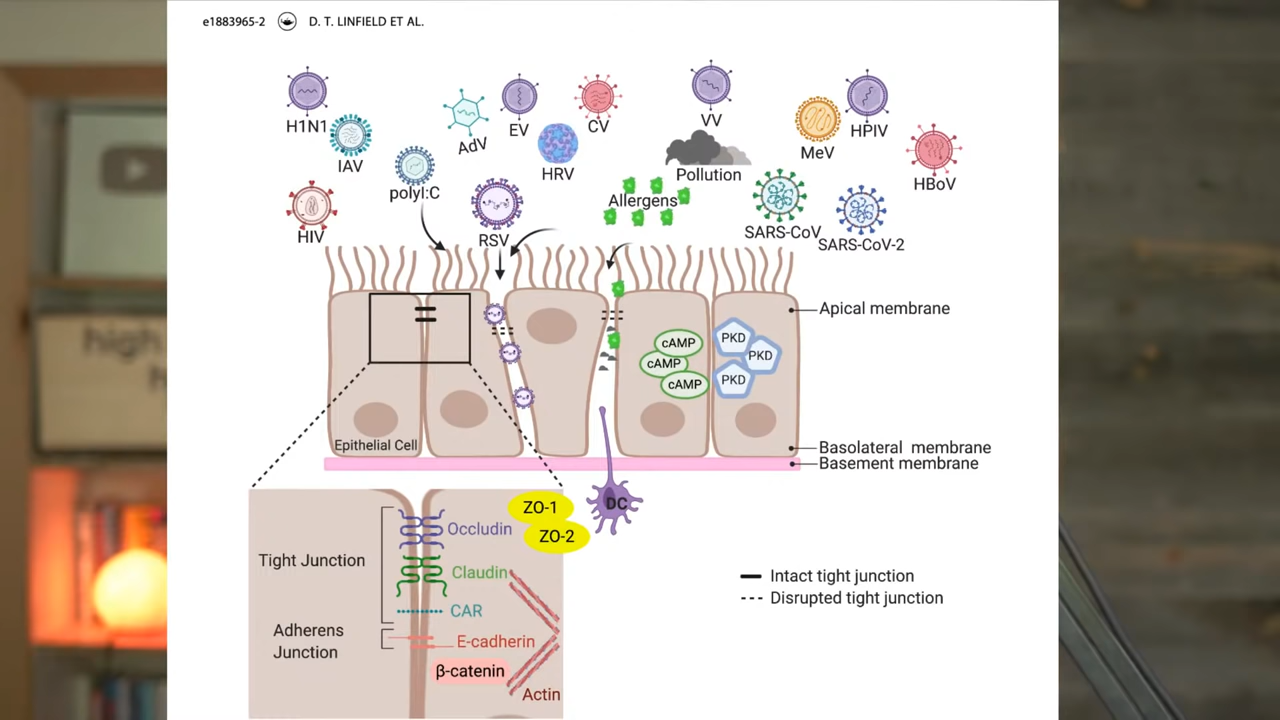 e1883965-2 D. T. LINFIELD ET AL.
H1N1
IAV
HIV
polyI:C
AdV
EV
CV
HRV
RSV
VV
Pollution
Allergens
MeV
HPIV
HBoV
SARS-CoV
SARS-CoV-2
Apical membrane
cAMP
cAMP
cAMP
PKD
PKD
PKD
Epithelial Cell
Basolateral membrane
Basement membrane
DC
ZO-1
ZO-2
Occludin
Tight Junction
Claudin
CAR
Adherens
Junction
E-cadherin
β-catenin
Actin
Intact tight junction
Disrupted tight junction
high
h